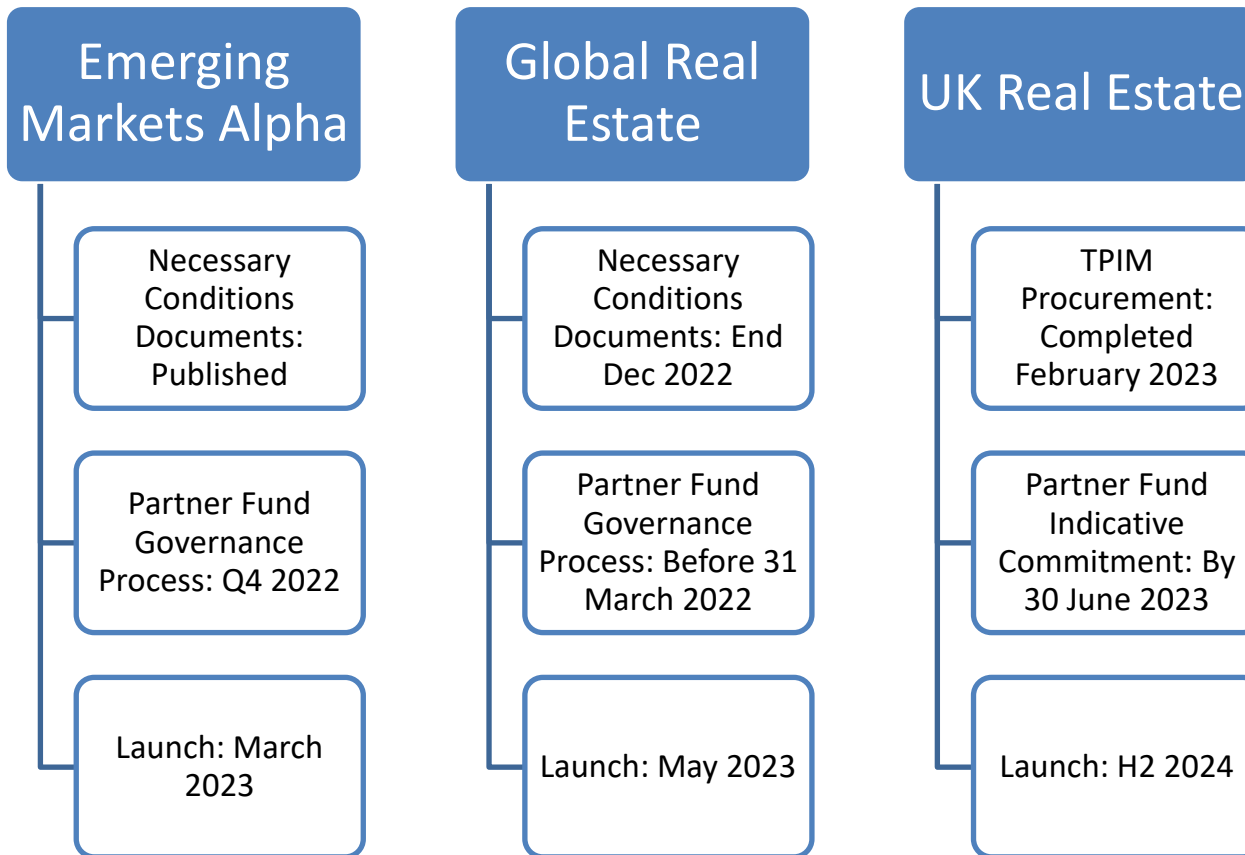 Emerging
Markets Alpha
Necessary
Conditions
Documents:
Published
Partner Fund
Governance
Process: Q4 2022
Launch: March
2023
Global Real
Estate
Necessary
Conditions
Documents: End
Dec 2022
Partner Fund
Governance
Process: Before 31
March 2022
Launch: May 2023
UK Real Estate
TPIM
Procurement:
Completed
February 2023
Partner Fund
Indicative
Commitment: By
30 June 2023
Launch: H2 2024